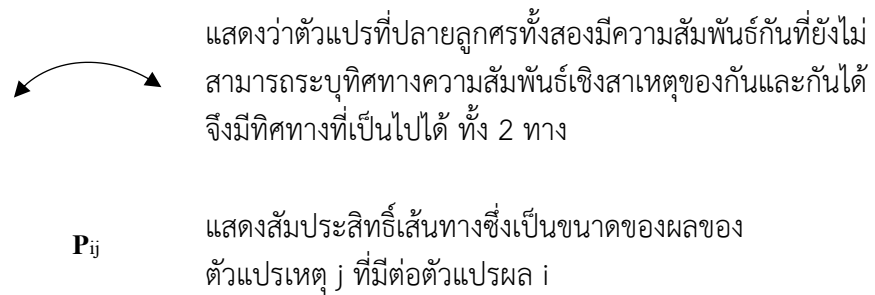 แสดงว่าตัวแปรที่ปลายลูกศรทั้งสองมีความสัมพันธ์กันที่ยังไม่
สามารถระบุทิศทางความสัมพันธ์เชิงสาเหตุของกันและกันได้
จึงมีทิศทางที่เป็นไปได้ ทั้ง 2 ทาง
Pij
แสดงสัมประสิทธิ์เส้นทางซึ่งเป็นขนาดของผลของ
ตัวแปรเหตุ j ที่มีต่อตัวแปรผล i